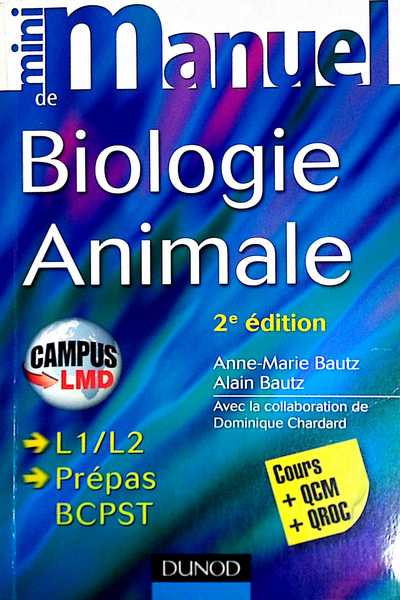 mini manuel
de
Biologie
Animale
2e édition
Anne-Marie Bautz
Alain Bautz
Avec la collaboration de
Dominique Chardard
CAMPUS
LMD
L1/L2
Prépas
BCPST
Cours
+ QCM
+ QROC
DUNOD